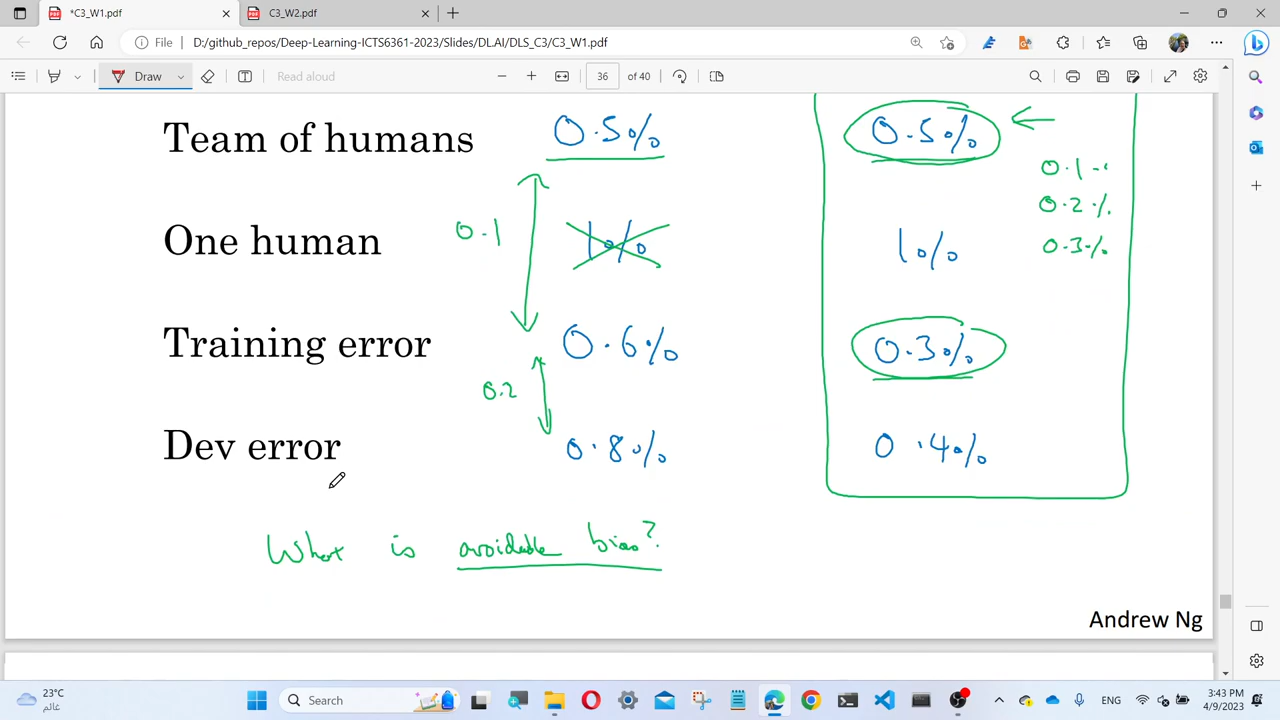 *C3_W1.pdf
C3_W2.pdf
File
D:/github_repos/Deep-Learning-ICTS6361-2023/Slides/DL.AI/DLS_C3/C3_W1.pdf
Draw
Read aloud
36 of 40
Team of humans 0.5% 0.5%
0.1
0.2%
0.1 One human 1% 1% 0.3%
Training error 0.6% 0.3%
0.2
Dev error 0.8% 0.4%
What is avoidable bias?
Andrew Ng
23°C
غائم
Search
ENG
3:43 PM
4/9/2023